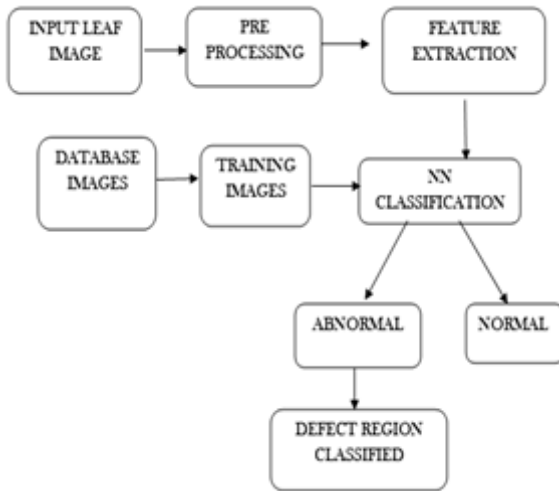 INPUT LEAF
IMAGE
PRE
PROCESSING
FEATURE
EXTRACTION
DATABASE
IMAGES
TRAINING
IMAGES
NN
CLASSIFICATION
ABNORMAL
NORMAL
DEFECT REGION
CLASSIFIED